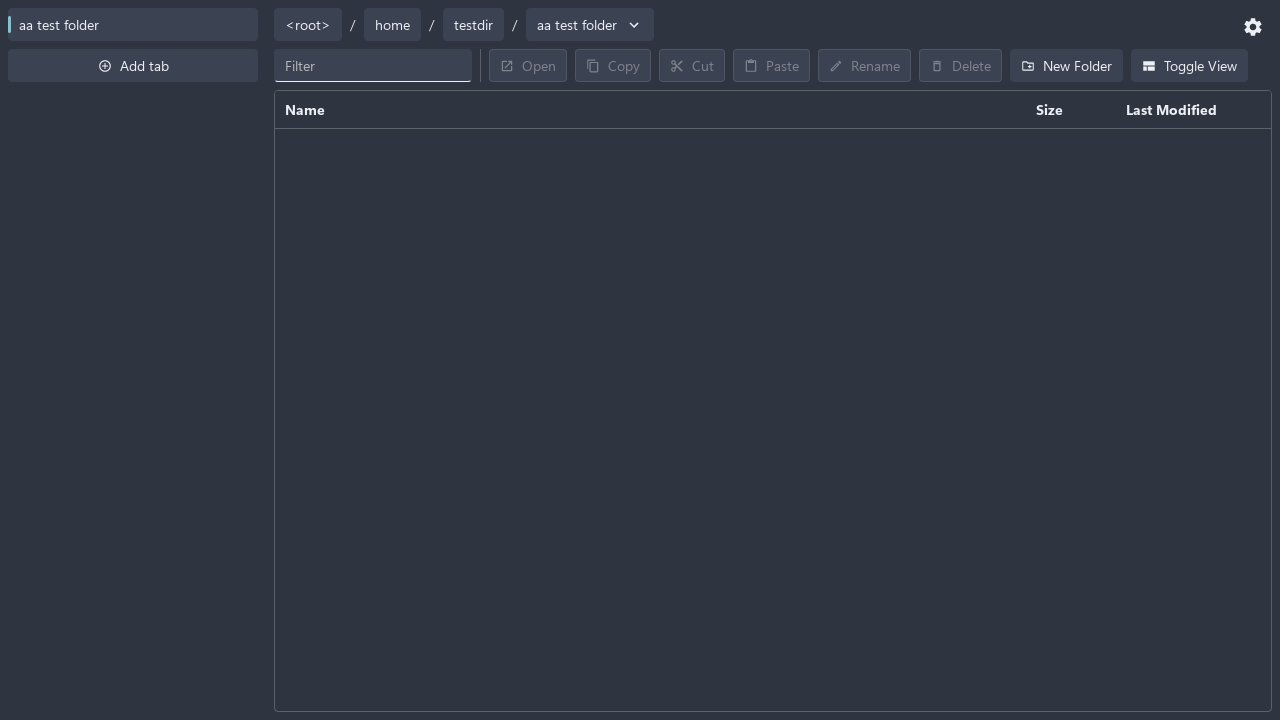 aa test folder
<root> / home / testdir / aa test folder
Add tab
Filter
Open
Copy
Cut
Paste
Rename
Delete
New Folder
Toggle View
Name
Size
Last Modified